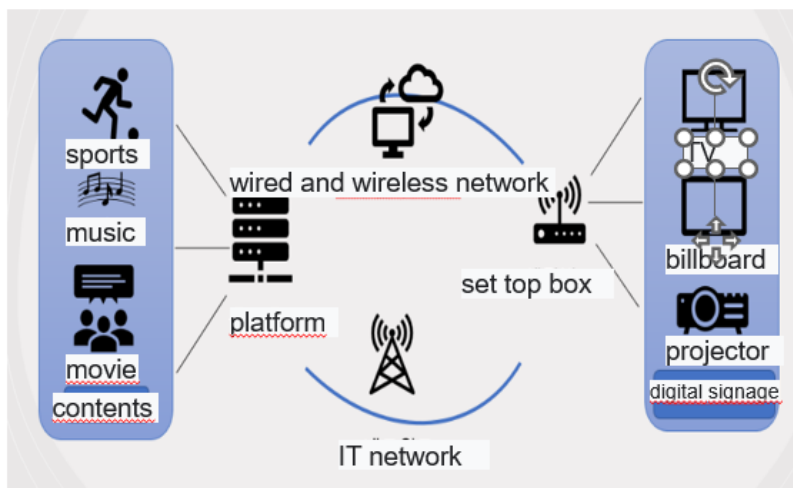 sports
music
movie
contents
wired and wireless network
platform
set top box
IT network
TV
billboard
projector
digital signage